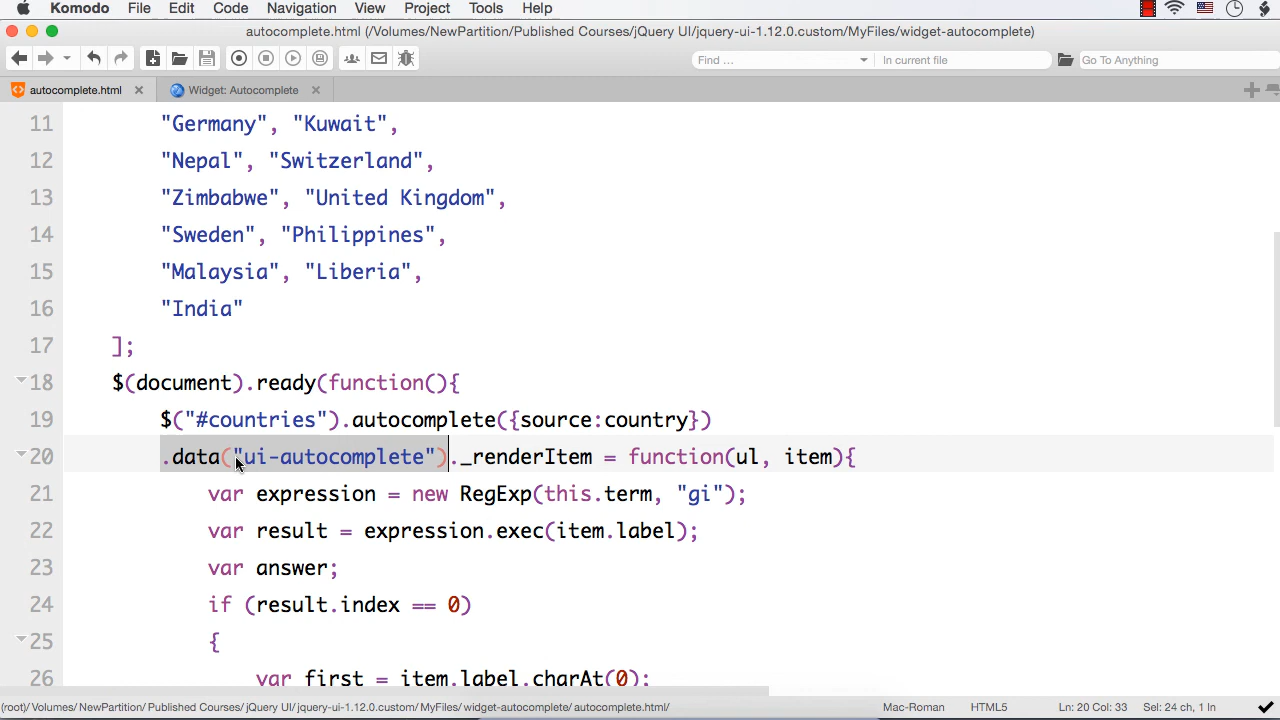 Komodo File Edit Code Navigation View Project Tools Help
autocomplete.html (/Volumes/NewPartition/Published Courses/jQuery UI/jquery-ui-1.12.0.custom/MyFiles/widget-autocomplete)
Find ... In current file Go To Anything
autocomplete.html Widget: Autocomplete
11 "Germany", "Kuwait",
12 "Nepal", "Switzerland",
13 "Zimbabwe", "United Kingdom",
14 "Sweden", "Philippines",
15 "Malaysia", "Liberia",
16 "India"
17 ];
18 $(document).ready(function(){
19 $("#countries").autocomplete({source:country})
20 .data("ui-autocomplete")._renderItem = function(ul, item){
21 var expression = new RegExp(this.term, "gi");
22 var result = expression.exec(item.label);
23 var answer;
24 if (result.index == 0)
25 {
26 var first = item.label.charAt(0);
(root)/Volumes/NewPartition/Published Courses/jQuery UI/jquery-ui-1.12.0.custom/MyFiles/widget-autocomplete/autocomplete.html/ Mac-Roman HTML5 Ln: 20 Col: 33 Sel: 24 ch, 1 ln